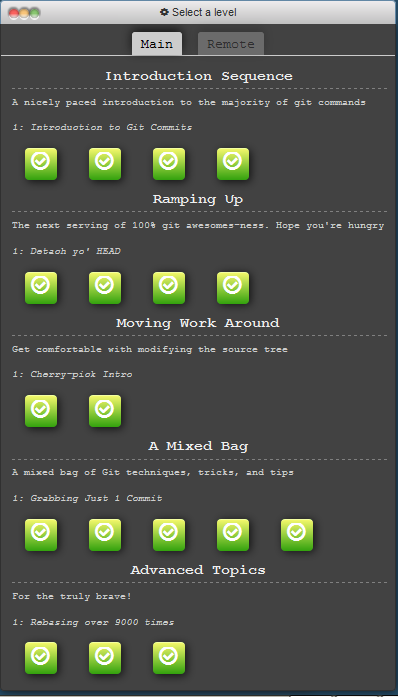 Select a level
Main
Remote
Introduction Sequence
A nicely paced introduction to the majority of git commands
1: Introduction to Git Commits
Ramping Up
The next serving of 100% git awesomes-ness. Hope you're hungry
1: Detach yo' HEAD
Moving Work Around
Get comfortable with modifying the source tree
1: Cherry-pick Intro
A Mixed Bag
A mixed bag of Git techniques, tricks, and tips
1: Grabbing Just 1 Commit
Advanced Topics
For the truly brave!
1: Rebasing over 9000 times